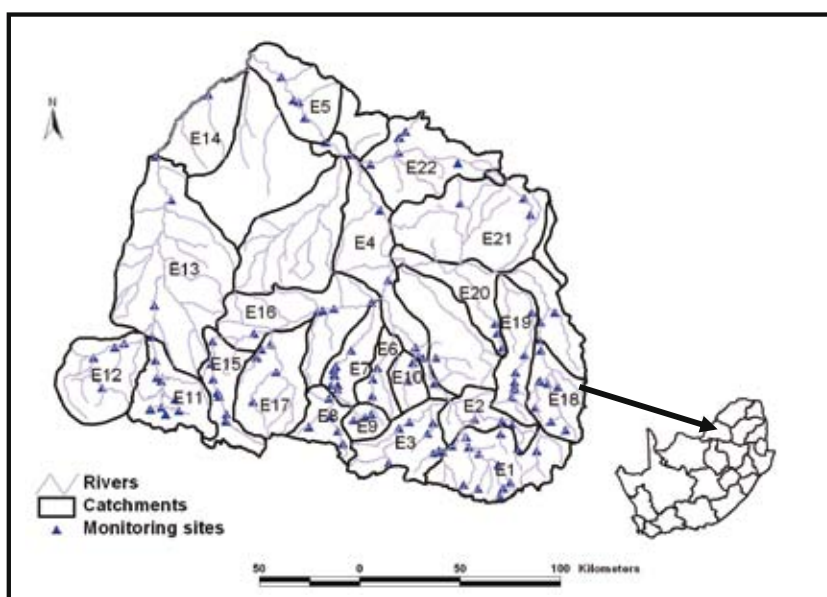 N
E5
E14
E22
E4
E21
E13
E20
E16
E19
E6
E15
E7
E12
E10
E18
E11
E17
E2
E8
E9
E3
E1
Rivers
Catchments
Monitoring sites
50 0 50 100 Kilometers